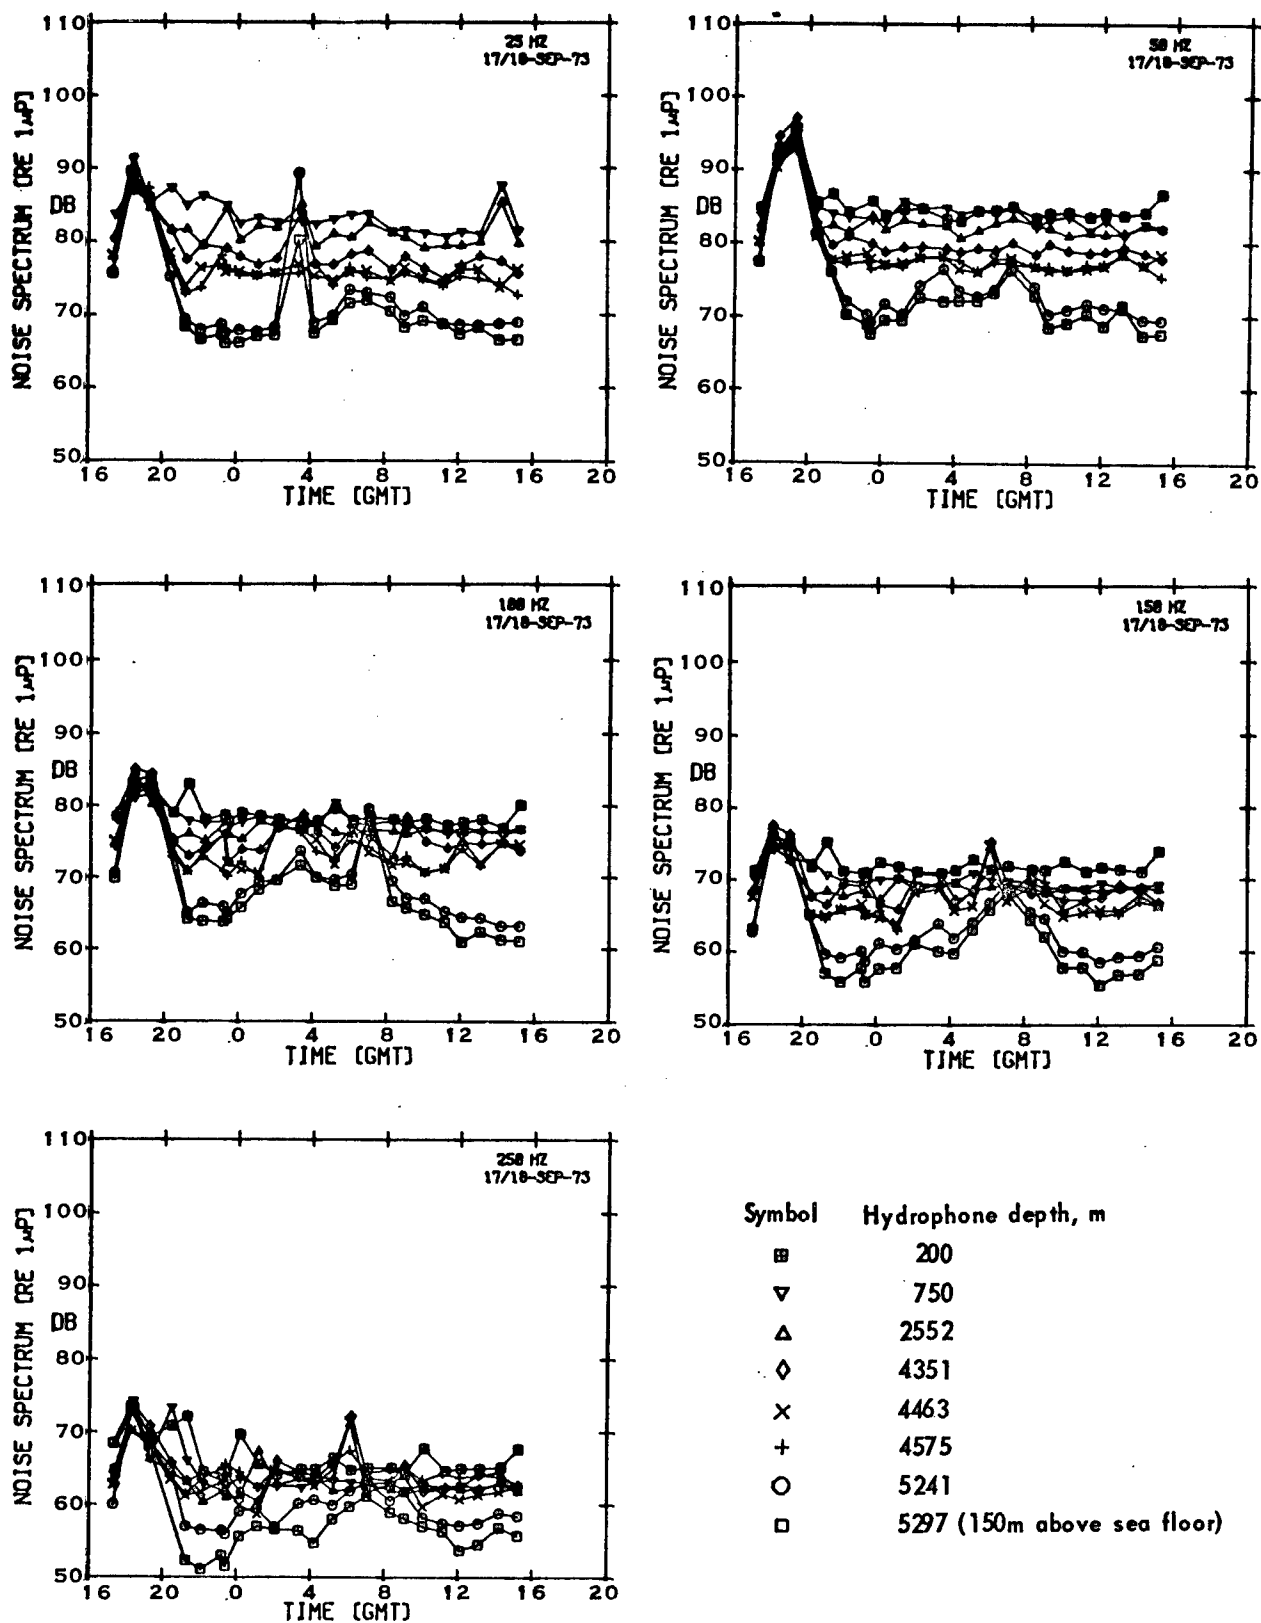 110
100
90
80
70
60
50
DB
NOISE SPECTRUM [RE 1µP]
25 HZ
17/18-SEP-73
16 20 0 4 8 12 16 20
TIME [GMT]
110
100
90
80
70
60
50
DB
NOISE SPECTRUM [RE 1µP]
50 HZ
17/18-SEP-73
16 20 0 4 8 12 16 20
TIME [GMT]
110
100
90
80
70
60
50
DB
NOISE SPECTRUM [RE 1µP]
100 HZ
17/18-SEP-73
16 20 0 4 8 12 16 20
TIME [GMT]
110
100
90
80
70
60
50
DB
NOISE SPECTRUM [RE 1µP]
150 HZ
17/18-SEP-73
16 20 0 4 8 12 16 20
TIME [GMT]
110
100
90
80
70
60
50
DB
NOISE SPECTRUM [RE 1µP]
250 HZ
17/18-SEP-73
16 20 0 4 8 12 16 20
TIME [GMT]
Symbol Hydrophone depth, m
200
750
2552
4351
4463
4575
5241
5297 (150m above sea floor)